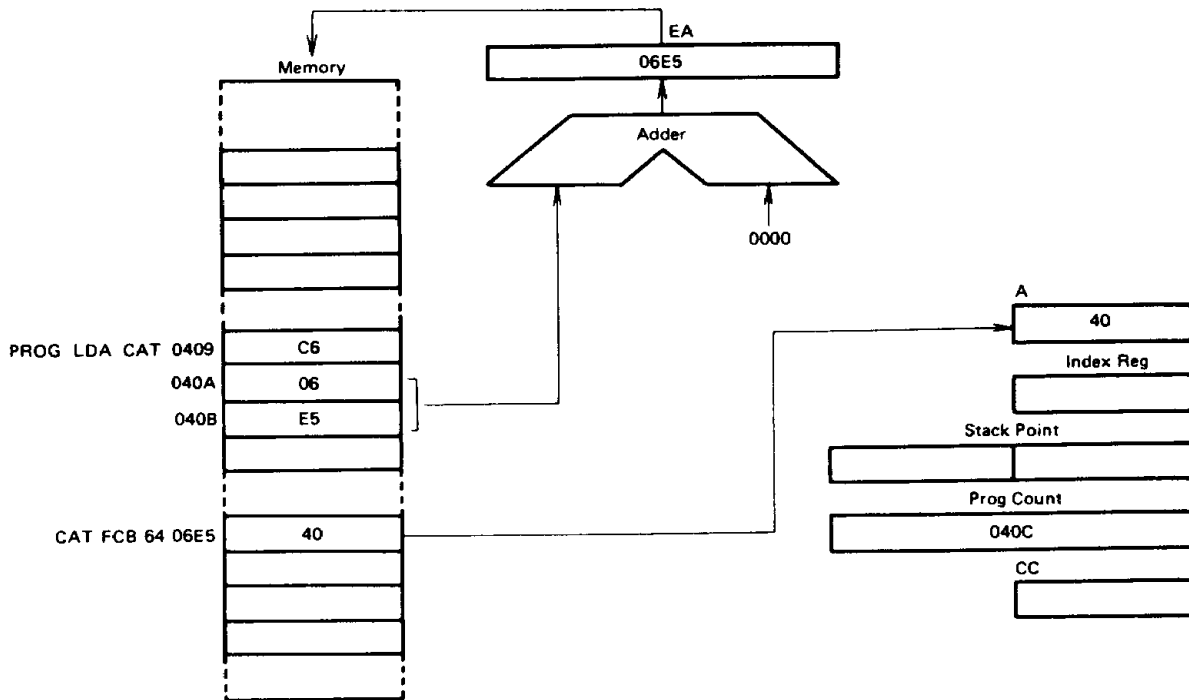 EA
06E5
Memory
Adder
0000
A
40
PROG LDA CAT 0409 C6
Index Reg
040A 06
040B E5
Stack Point
Prog Count
040C
CAT FCB 64 06E5 40
CC